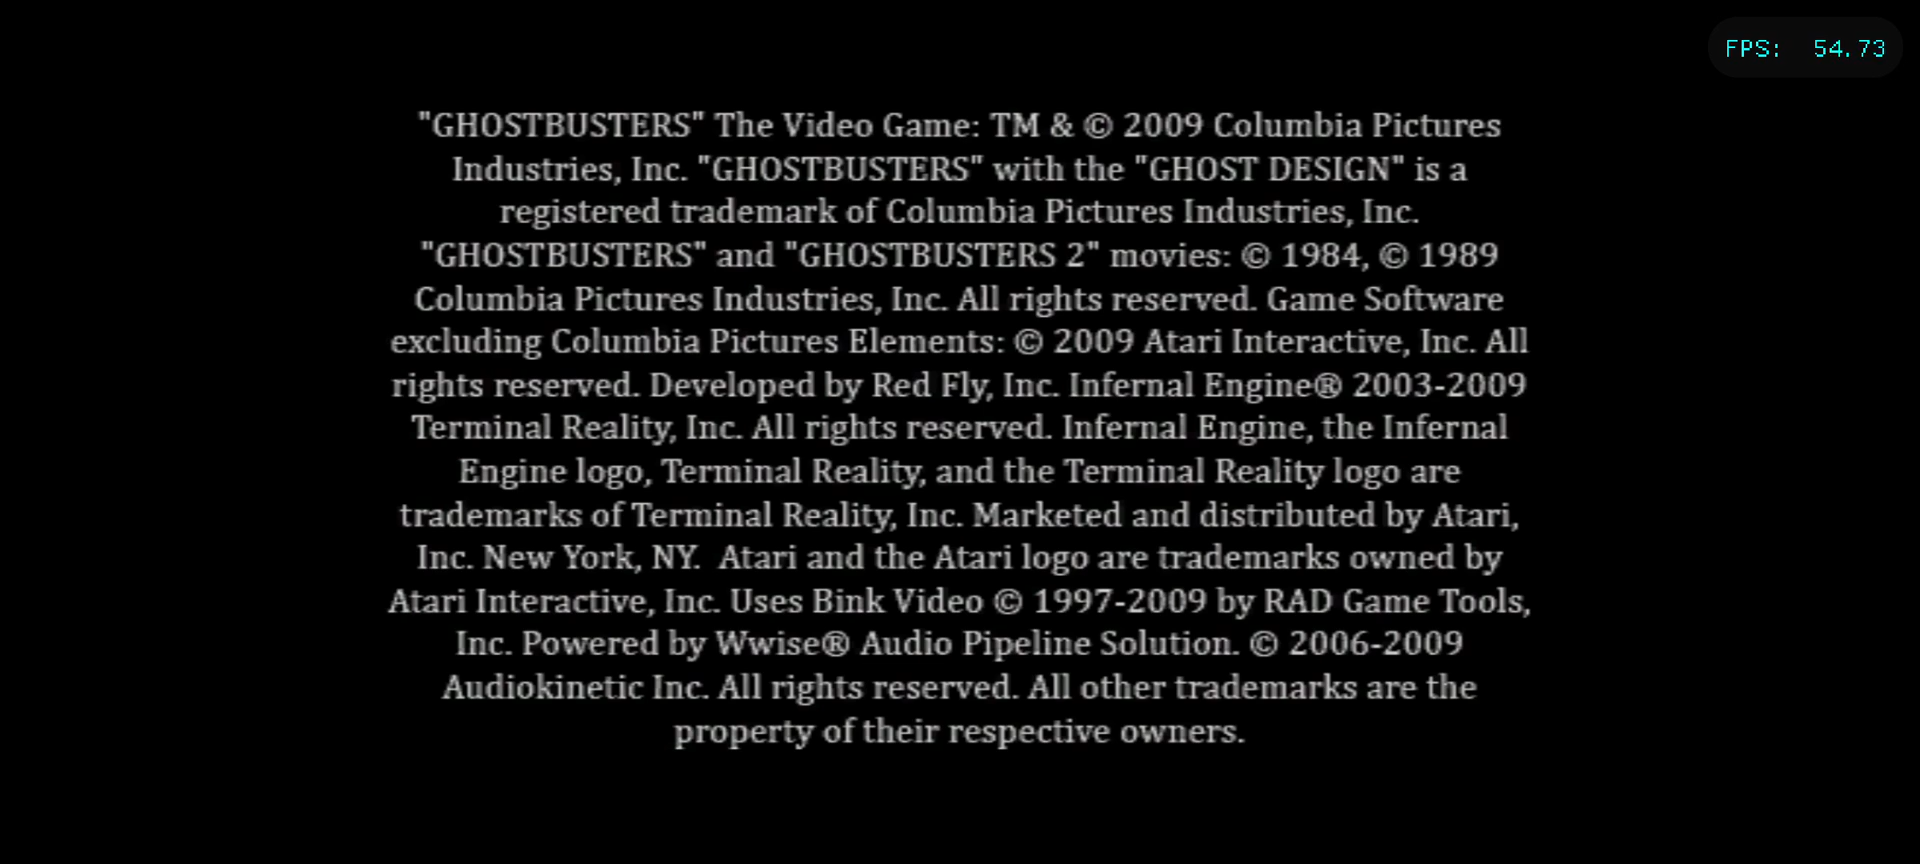 FPS: 54.73
"GHOSTBUSTERS" The Video Game: TM & © 2009 Columbia Pictures
Industries, Inc. "GHOSTBUSTERS" with the "GHOST DESIGN" is a
registered trademark of Columbia Pictures Industries, Inc.
"GHOSTBUSTERS" and "GHOSTBUSTERS 2" movies: © 1984, © 1989
Columbia Pictures Industries, Inc. All rights reserved. Game Software
excluding Columbia Pictures Elements: © 2009 Atari Interactive, Inc. All
rights reserved. Developed by Red Fly, Inc. Infernal Engine® 2003-2009
Terminal Reality, Inc. All rights reserved. Infernal Engine, the Infernal
Engine logo, Terminal Reality, and the Terminal Reality logo are
trademarks of Terminal Reality, Inc. Marketed and distributed by Atari,
Inc. New York, NY.  Atari and the Atari logo are trademarks owned by
Atari Interactive, Inc. Uses Bink Video © 1997-2009 by RAD Game Tools,
Inc. Powered by Wwise® Audio Pipeline Solution. © 2006-2009
Audiokinetic Inc. All rights reserved. All other trademarks are the
property of their respective owners.